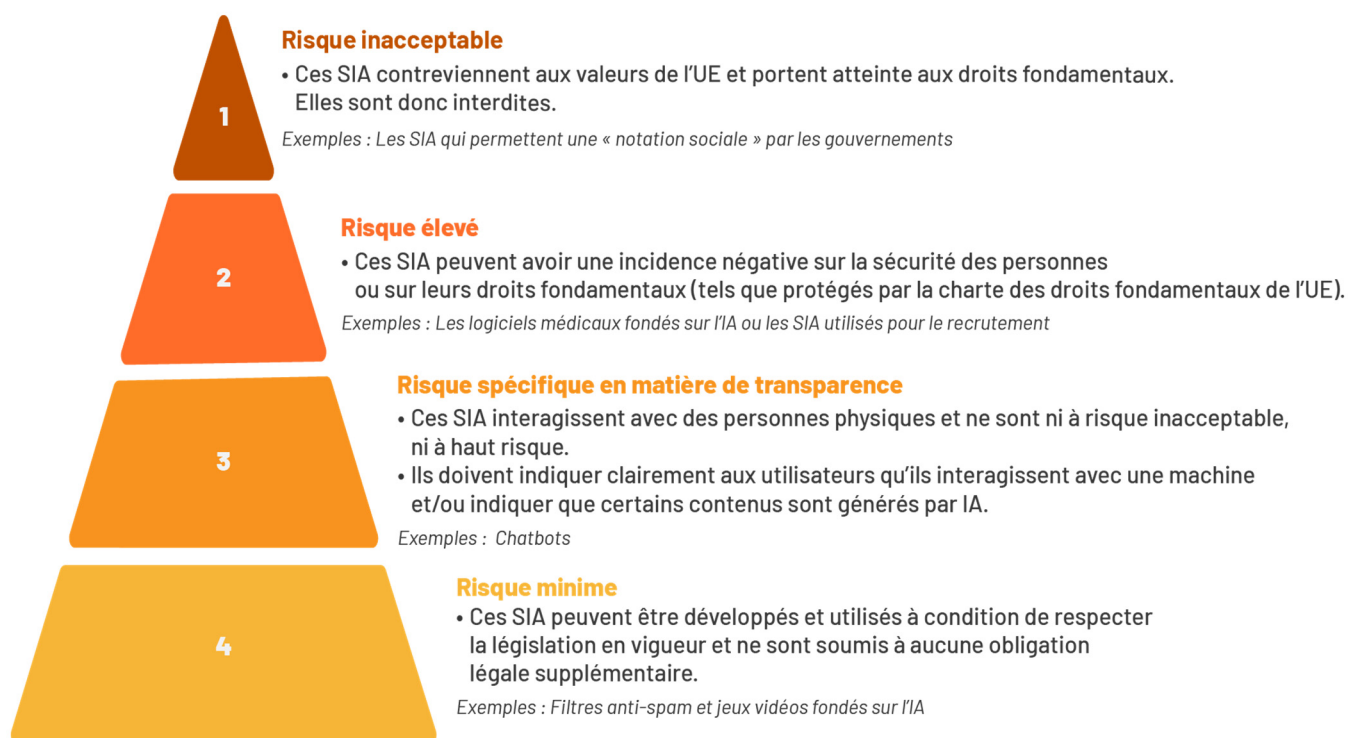 1
Risque inacceptable
• Ces SIA contreviennent aux valeurs de l’UE et portent atteinte aux droits fondamentaux.
Elles sont donc interdites.
Exemples : Les SIA qui permettent une « notation sociale » par les gouvernements
2
Risque élevé
• Ces SIA peuvent avoir une incidence négative sur la sécurité des personnes
ou sur leurs droits fondamentaux (tels que protégés par la charte des droits fondamentaux de l’UE).
Exemples : Les logiciels médicaux fondés sur l’IA ou les SIA utilisés pour le recrutement
3
Risque spécifique en matière de transparence
• Ces SIA interagissent avec des personnes physiques et ne sont ni à risque inacceptable,
ni à haut risque.
• Ils doivent indiquer clairement aux utilisateurs qu’ils interagissent avec une machine
et/ou indiquer que certains contenus sont générés par IA.
Exemples : Chatbots
4
Risque minime
• Ces SIA peuvent être développés et utilisés à condition de respecter
la législation en vigueur et ne sont soumis à aucune obligation
légale supplémentaire.
Exemples : Filtres anti-spam et jeux vidéos fondés sur l’IA